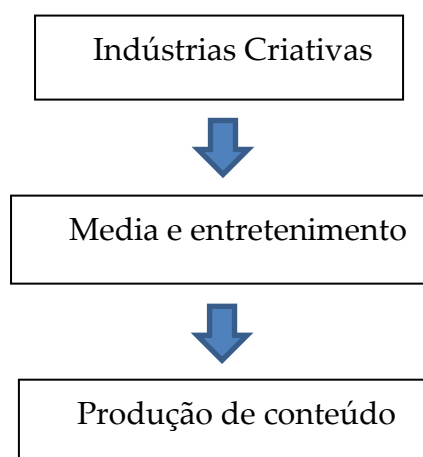 Indústrias Criativas
Media e entretenimento
Produção de conteúdo